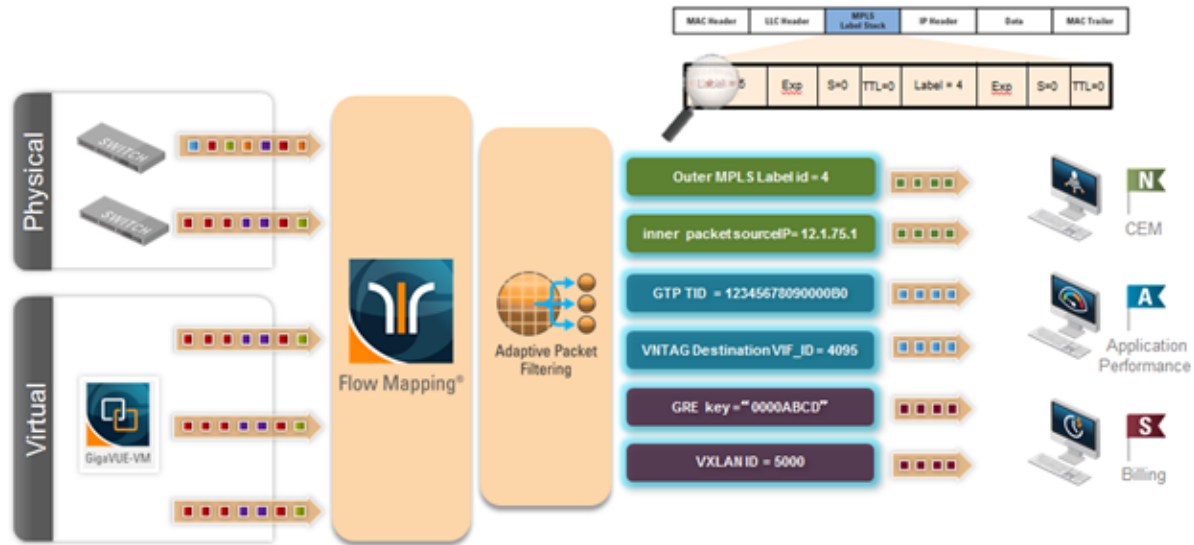 MAC Header LLC Header MPLS Label Stack IP Header Data MAC Trailer
Label = 5 Exp S=0 TTL=0 Label = 4 Exp S=0 TTL=0
Physical
SWITCH
SWITCH
Virtual
GigaVUE-VM
Flow Mapping®
Adaptive Packet
Filtering
Outer MPLS Label id = 4
inner packet sourceIP= 12.1.75.1
GTP TID = 12345678090000B0
VNTAG Destination VIF_ID = 4095
GRE key = "0000ABCD"
VXLAN ID = 5000
N
CEM
A
Application
Performance
S
Billing